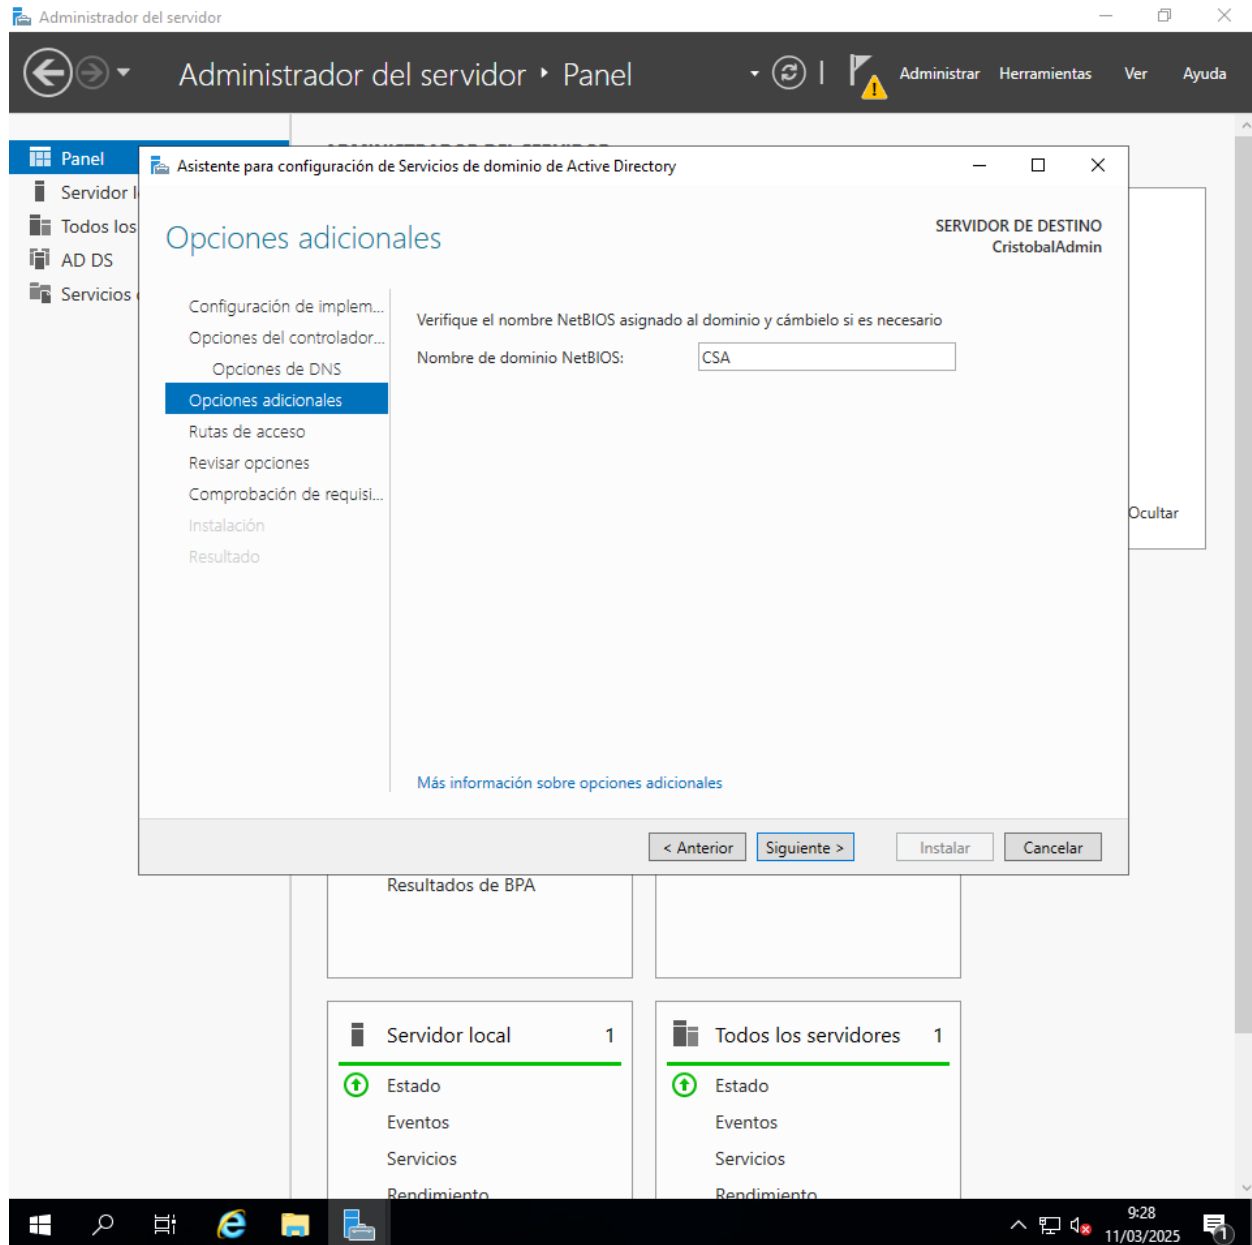 Administrador del servidor
Administrador del servidor ‣ Panel
Administrar Herramientas Ver Ayuda
Panel
Servidor l
Todos los
AD DS
Servicios
Asistente para configuración de Servicios de dominio de Active Directory
Opciones adicionales
SERVIDOR DE DESTINO
CristobalAdmin
Configuración de implem...
Opciones del controlador...
Opciones de DNS
Opciones adicionales
Rutas de acceso
Revisar opciones
Comprobación de requisi...
Instalación
Resultado
Verifique el nombre NetBIOS asignado al dominio y cámbielo si es necesario
Nombre de dominio NetBIOS: CSA
Más información sobre opciones adicionales
< Anterior Siguiente > Instalar Cancelar
Ocultar
Resultados de BPA
Servidor local 1
Estado
Eventos
Servicios
Rendimiento
Todos los servidores 1
Estado
Eventos
Servicios
Rendimiento
9:28
11/03/2025
1